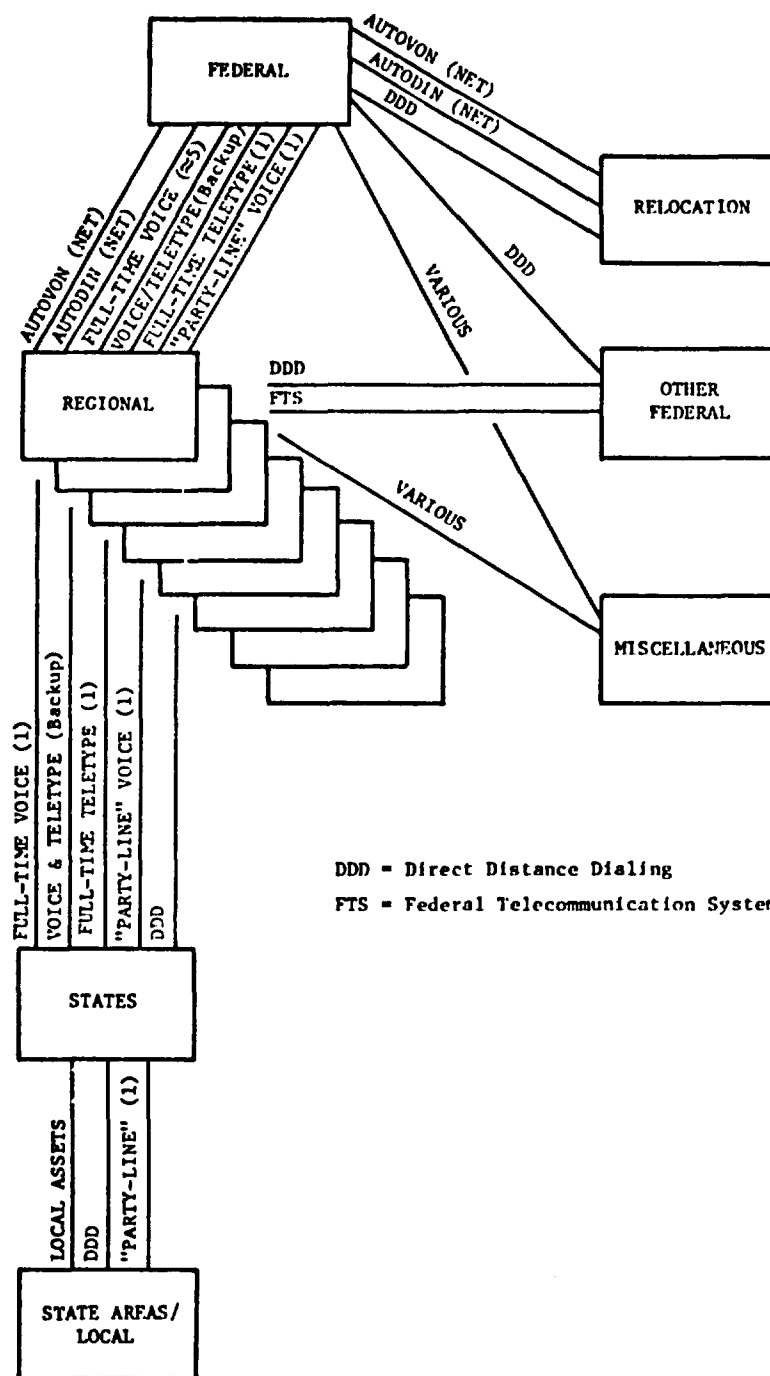 FEDERAL
AUTOVON (NET)
AUTODIN (NET)
DDD
RELOCATION
AUTOVON (NET)
AUTODIN (NET)
FULL-TIME VOICE (≈5)
VOICE/TELETYPE(Backup/
FULL-TIME TELETYPE(1)
"PARTY-LINE" VOICE (1)
DDD
VARIOUS
REGIONAL
DDD
FTS
OTHER
FEDERAL
VARIOUS
MISCELLANEOUS
FULL-TIME VOICE (1)
VOICE & TELETYPE (Backup)
FULL-TIME TELETYPE (1)
"PARTY-LINE" VOICE (1)
DDD
DDD = Direct Distance Dialing
FTS = Federal Telecommunication System
STATES
LOCAL ASSETS
DDD
"PARTY-LINE" (1)
STATE AREAS/
LOCAL